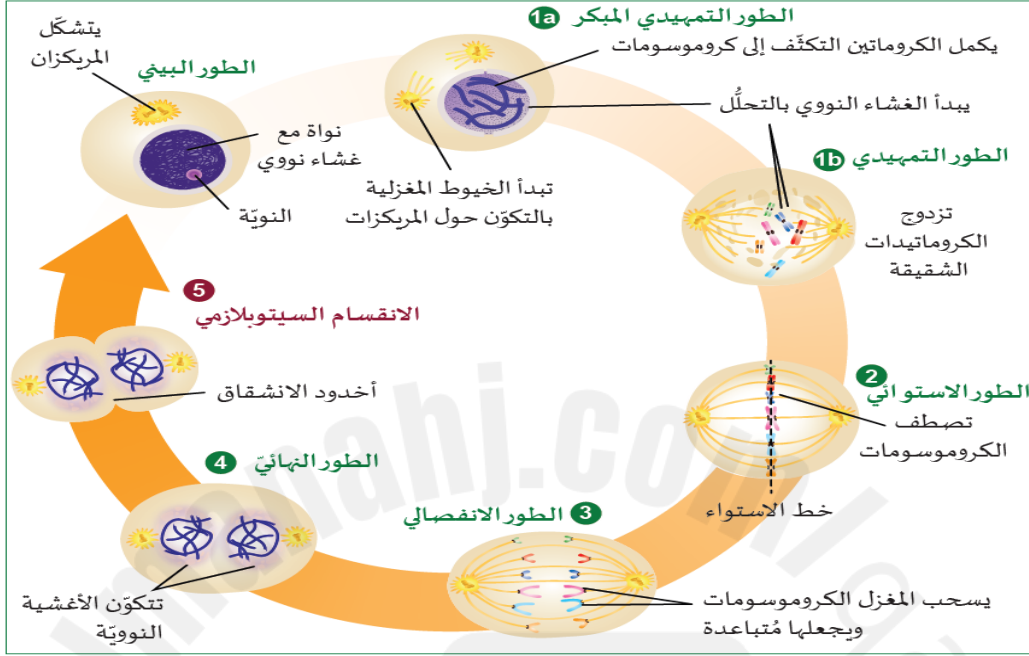 الطور التمهيدي المبكر 1a
يكمل الكروماتين التكثّف إلى كروموسومات
يبدأ الغشاء النووي بالتحلُّل
تبدأ الخيوط المغزلية
بالتكوّن حول المريكزات
الطور التمهيدي 1b
تزدوج
الكروماتيدات
الشقيقة
2
الطور الاستوائي
تصطف
الكروموسومات
خط الاستواء
3 الطور الانفصالي
يسحب المغزل الكروموسومات
ويجعلها مُتباعدة
4
الطور النهائيّ
تتكوّن الأغشية
النوويّة
5
الانقسام السيتوبلازمي
أخدود الانشقاق
الطور البيني
يتشكّل
المريكزان
نواة مع
غشاء نووي
النويّة
almanahj.com/qa